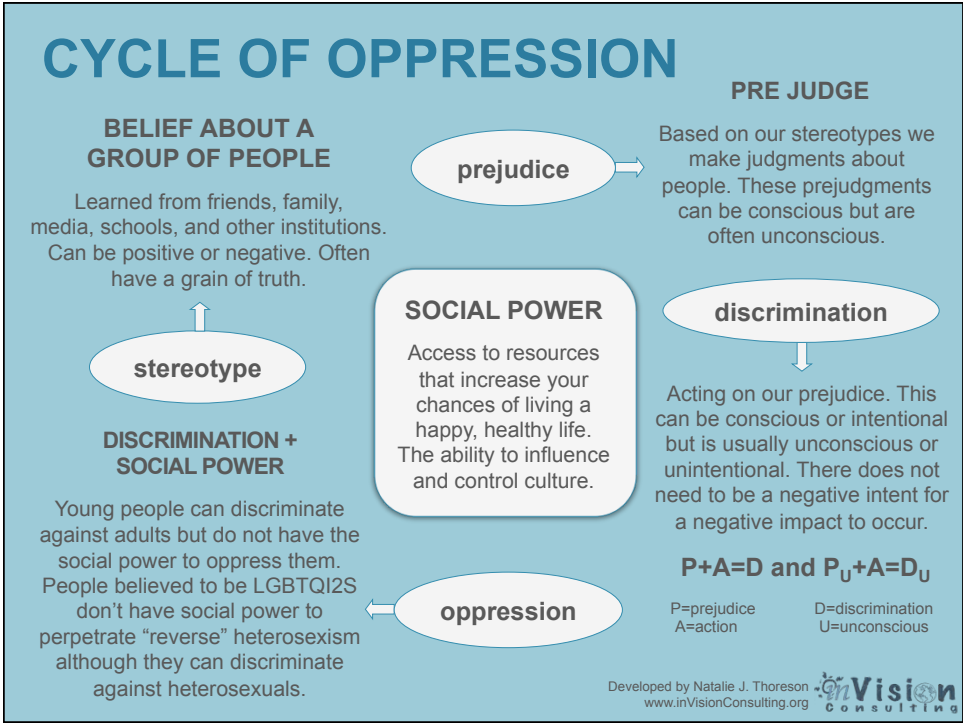 CYCLE OF OPPRESSION
BELIEF ABOUT A
GROUP OF PEOPLE
Learned from friends, family,
media, schools, and other institutions.
Can be positive or negative. Often
have a grain of truth.
stereotype
prejudice
PRE JUDGE
Based on our stereotypes we
make judgments about
people. These prejudgments
can be conscious but are
often unconscious.
SOCIAL POWER
Access to resources
that increase your
chances of living a
happy, healthy life.
The ability to influence
and control culture.
discrimination
Acting on our prejudice. This
can be conscious or intentional
but is usually unconscious or
unintentional. There does not
need to be a negative intent for
a negative impact to occur.
P+A=D and PU+A=DU
P=prejudice D=discrimination
A=action U=unconscious
oppression
DISCRIMINATION +
SOCIAL POWER
Young people can discriminate
against adults but do not have the
social power to oppress them.
People believed to be LGBTQI2S
don’t have social power to
perpetrate “reverse” heterosexism
although they can discriminate
against heterosexuals.
Developed by Natalie J. Thoreson
www.inVisionConsulting.org
inVision
Consulting